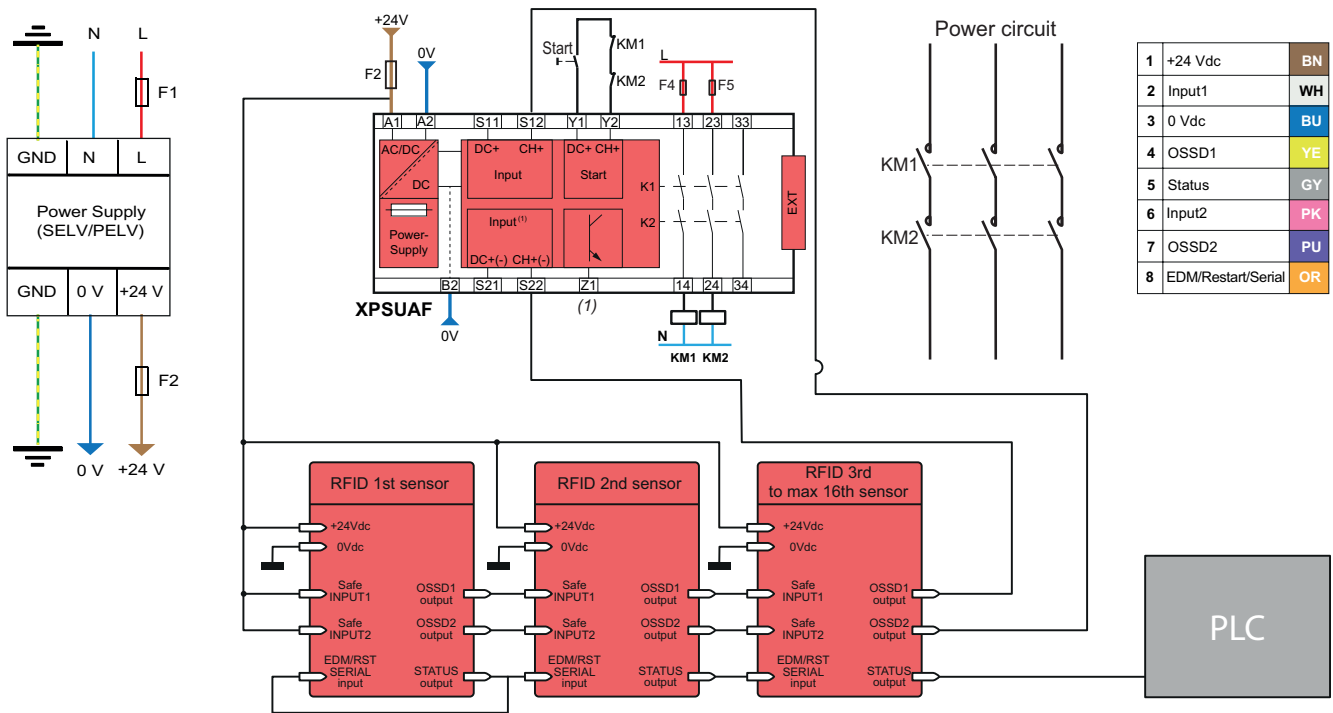 N L
F1
GND N L
Power Supply
(SELV/PELV)
GND 0 V +24 V
F2
0 V +24 V
+24V
F2
0V
Start
KM1
KM2
L
F4 F5
A1 A2 S11 S12 Y1 Y2 13 23 33
AC/DC
DC
DC+ CH+
Input
DC+ CH+
Start
K1
K2
EXT
Power-
Supply
Input(1)
DC+(-) CH+(-)
B2 S21 S22 Z1 14 24 34
XPSUAF
(1)
0V
N
KM1 KM2
Power circuit
KM1
KM2
1 +24 Vdc BN
2 Input1 WH
3 0 Vdc BU
4 OSSD1 YE
5 Status GY
6 Input2 PK
7 OSSD2 PU
8 EDM/Restart/Serial OR
RFID 1st sensor
+24Vdc
0Vdc
Safe
INPUT1
OSSD1
output
Safe
INPUT2
OSSD2
output
EDM/RST
SERIAL
input
STATUS
output
RFID 2nd sensor
+24Vdc
0Vdc
Safe
INPUT1
OSSD1
output
Safe
INPUT2
OSSD2
output
EDM/RST
SERIAL
input
STATUS
output
RFID 3rd
to max 16th sensor
+24Vdc
0Vdc
Safe
INPUT1
OSSD1
output
Safe
INPUT2
OSSD2
output
EDM/RST
SERIAL
input
STATUS
output
PLC